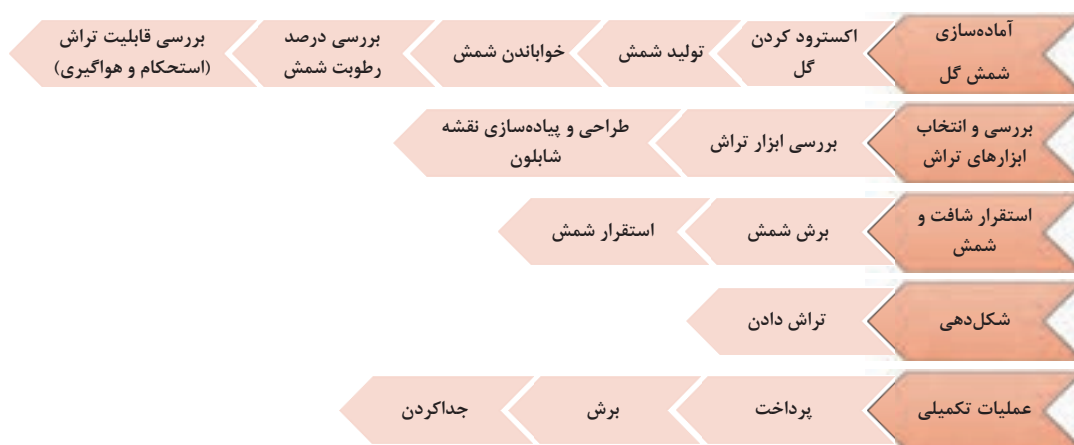 آماده‌سازی
شمش گل
اکسترود کردن
گل
تولید شمش
خواباندن شمش
بررسی درصد
رطوبت شمش
بررسی قابلیت تراش
(استحکام و هواگیری)
بررسی و انتخاب
ابزارهای تراش
بررسی ابزار تراش
طراحی و پیاده‌سازی نقشه
شابلون
استقرار شافت و
شمش
برش شمش
استقرار شمش
شکل‌دهی
تراش دادن
عملیات تکمیلی
پرداخت
برش
جداکردن